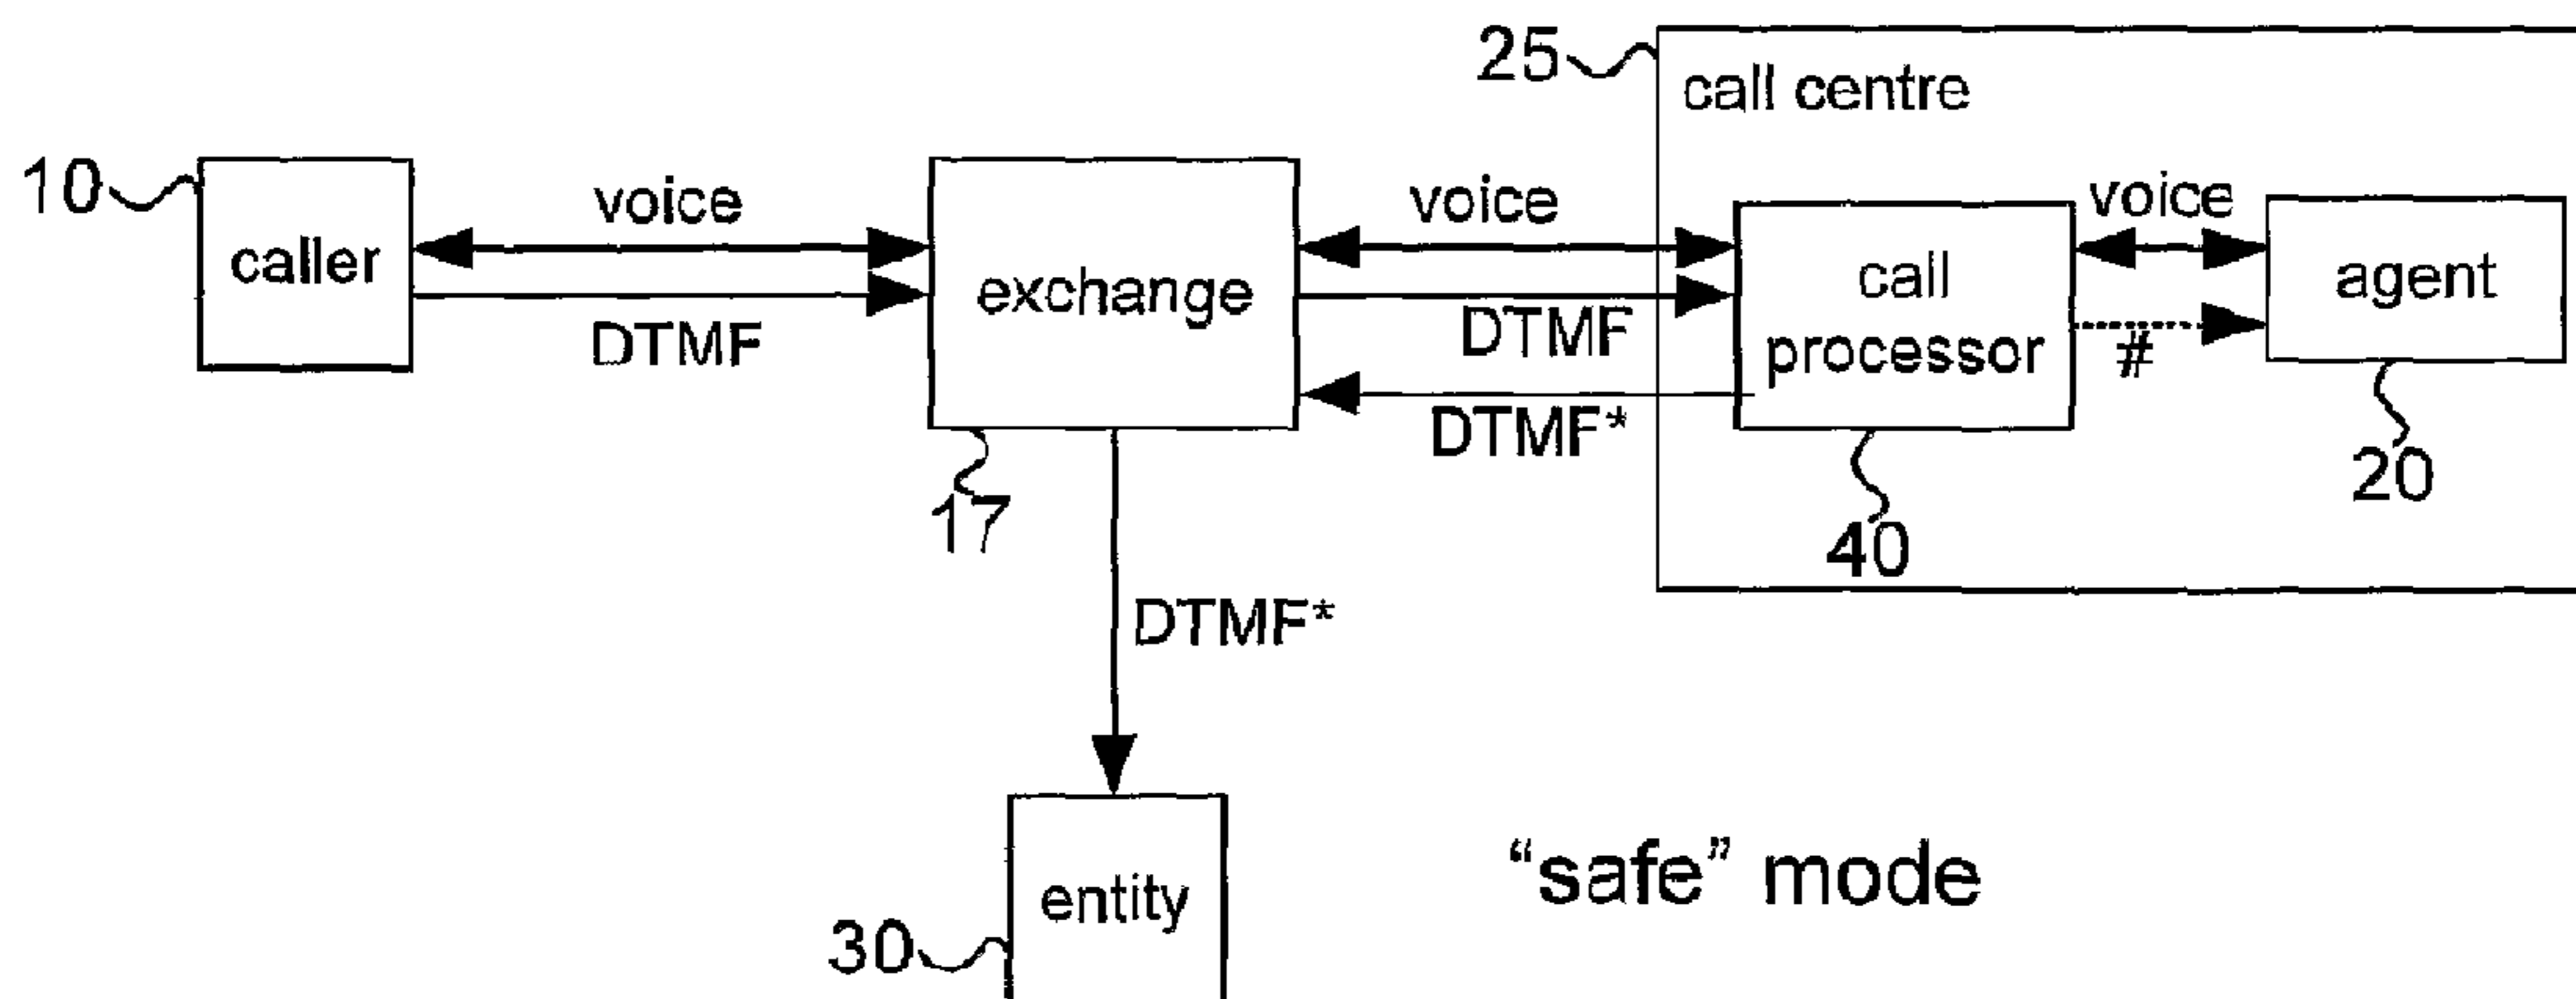 25
call centre
10
caller
voice
DTMF
exchange
17
voice
DTMF
DTMF*
call
processor
40
voice
#
agent
20
DTMF*
entity
30
“safe” mode